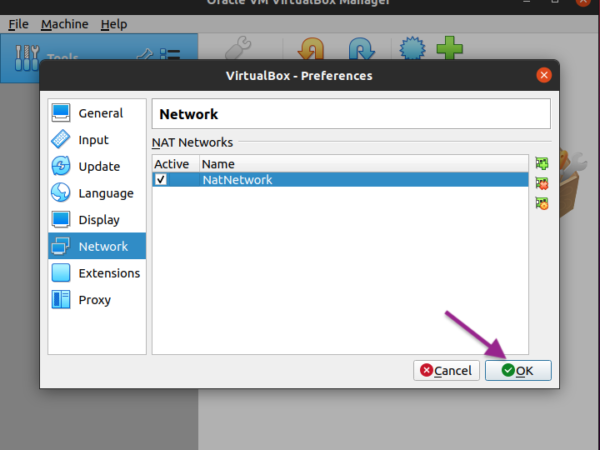 Oracle VM VirtualBox Manager
File Machine Help
Tools
VirtualBox - Preferences
General
Input
Update
Language
Display
Network
Extensions
Proxy
Network
NAT Networks
Active Name
NatNetwork
Cancel OK